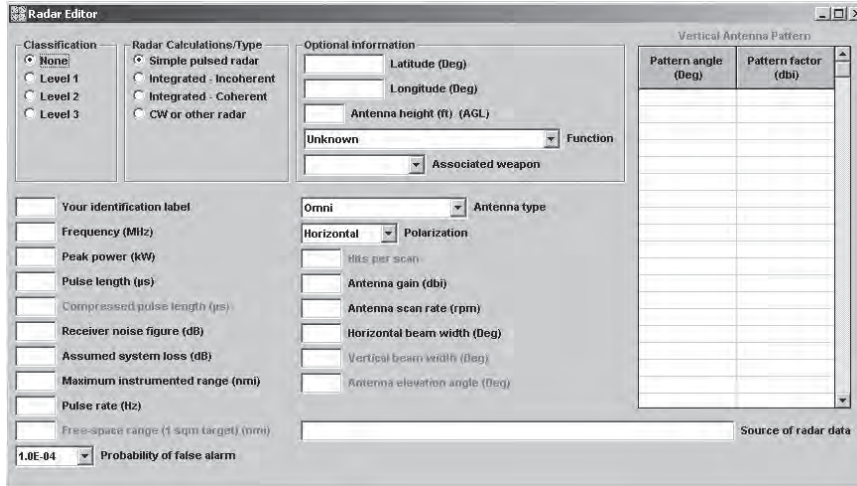 Radar Editor
Classification
None
Level 1
Level 2
Level 3
Radar Calculations/Type
Simple pulsed radar
Integrated - Incoherent
Integrated - Coherent
CW or other radar
Optional information
Latitude (Deg)
Longitude (Deg)
Antenna height (ft) (AGL)
Unknown Function
Associated weapon
Vertical Antenna Pattern
Pattern angle (Deg)
Pattern factor (dbi)
Your identification label
Frequency (MHz)
Peak power (kW)
Pulse length (µs)
Compressed pulse length (µs)
Receiver noise figure (dB)
Assumed system loss (dB)
Maximum instrumented range (nmi)
Pulse rate (Hz)
Free-space range (1 sqm target) (nmi)
1.0E-04 Probability of false alarm
Omni Antenna type
Horizontal Polarization
Hits per scan
Antenna gain (dbi)
Antenna scan rate (rpm)
Horizontal beam width (Deg)
Vertical beam width (Deg)
Antenna elevation angle (Deg)
Source of radar data